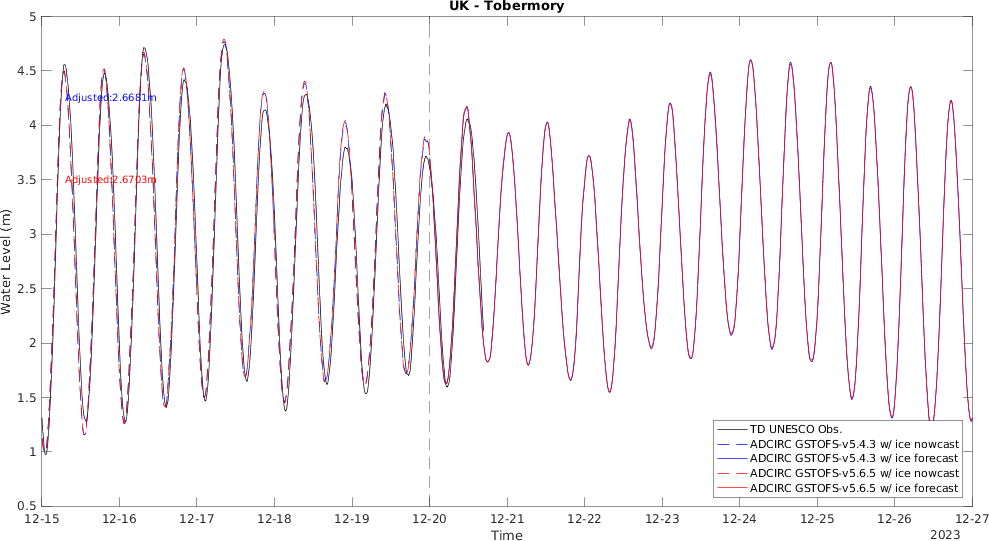 UK - Tobermory
5
4.5
4
3.5
3
2.5
2
1.5
1
0.5
Water Level (m)
Adjusted:2.6681m
Adjusted:2.6703m
TD UNESCO Obs.
ADCIRC GSTOFS-v5.4.3 w/ ice nowcast
ADCIRC GSTOFS-v5.4.3 w/ ice forecast
ADCIRC GSTOFS-v5.6.5 w/ ice nowcast
ADCIRC GSTOFS-v5.6.5 w/ ice forecast
12-15 12-16 12-17 12-18 12-19 12-20 12-21 12-22 12-23 12-24 12-25 12-26 12-27
Time
2023